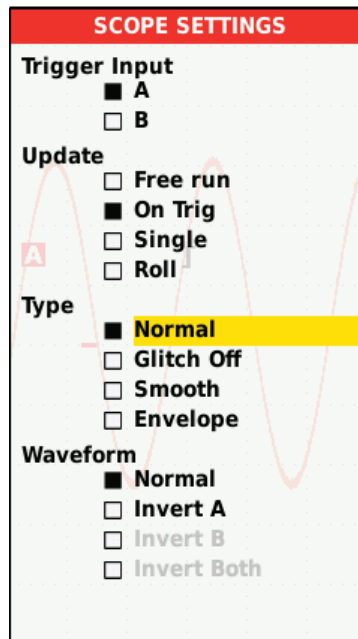 SCOPE SETTINGS
Trigger Input
A
B
Update
Free run
On Trig
A
Single
Roll
Type
Normal
Glitch Off
Smooth
Envelope
Waveform
Normal
Invert A
Invert B
Invert Both